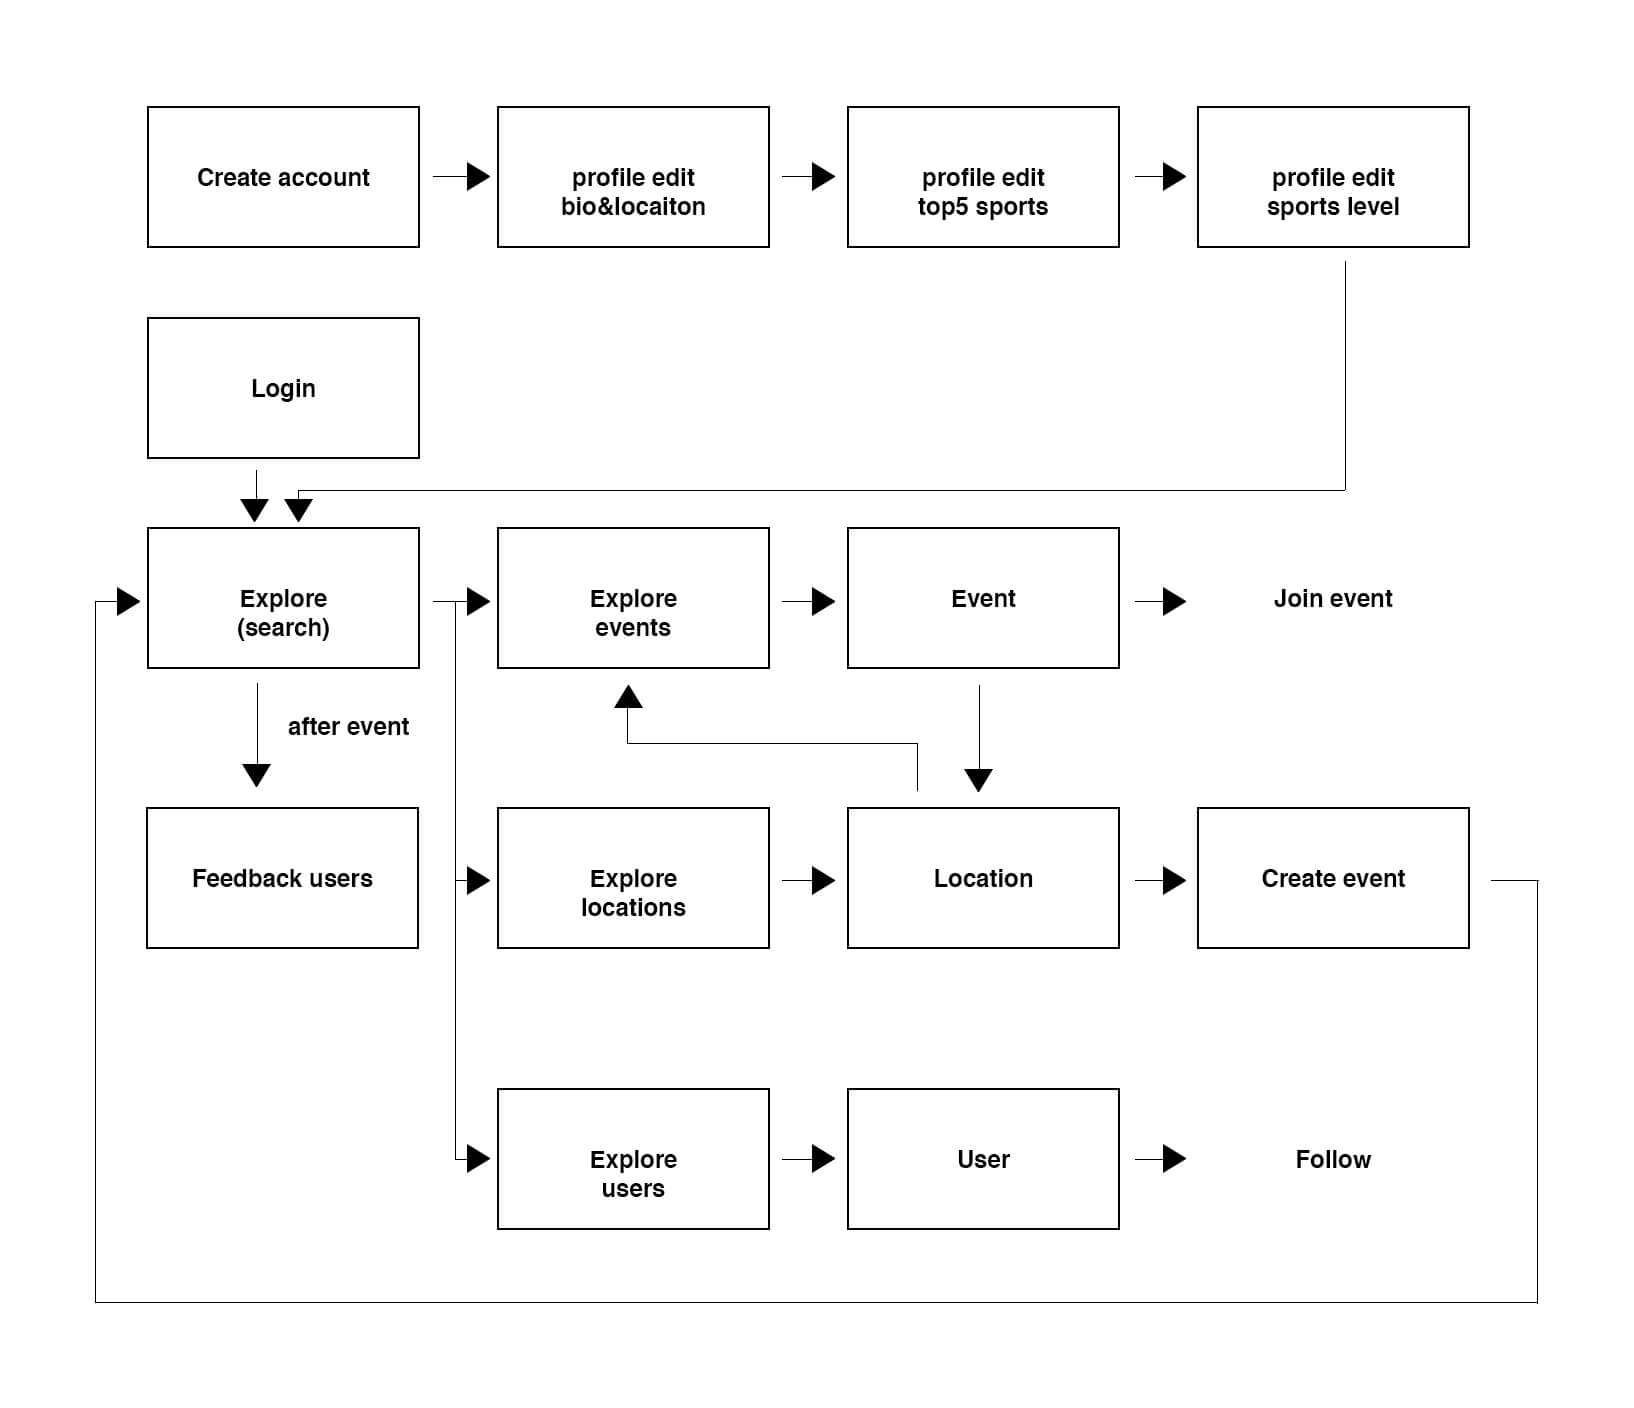 Create account
profile edit
bio&locaiton
profile edit
top5 sports
profile edit
sports level
Login
Explore
(search)
Explore
events
Event
Join event
after event
Feedback users
Explore
locations
Location
Create event
Explore
users
User
Follow